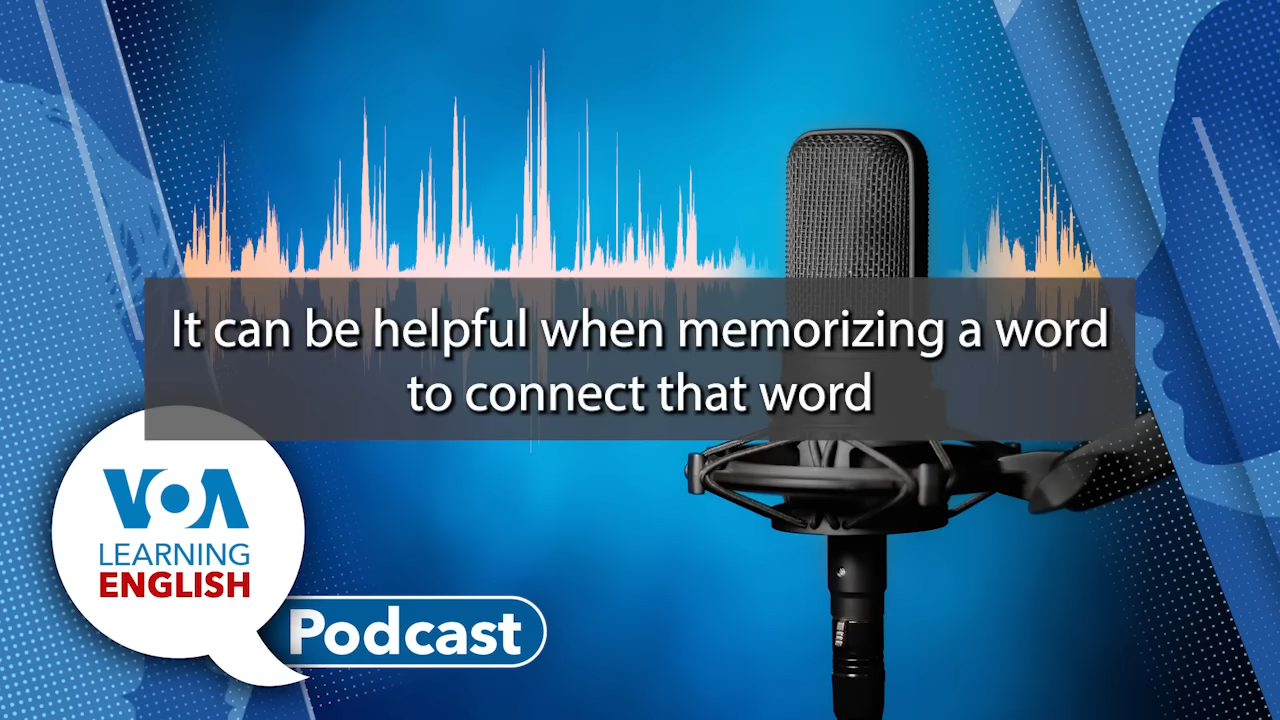 It can be helpful when memorizing a word
to connect that word
VOA
LEARNING
ENGLISH
Podcast